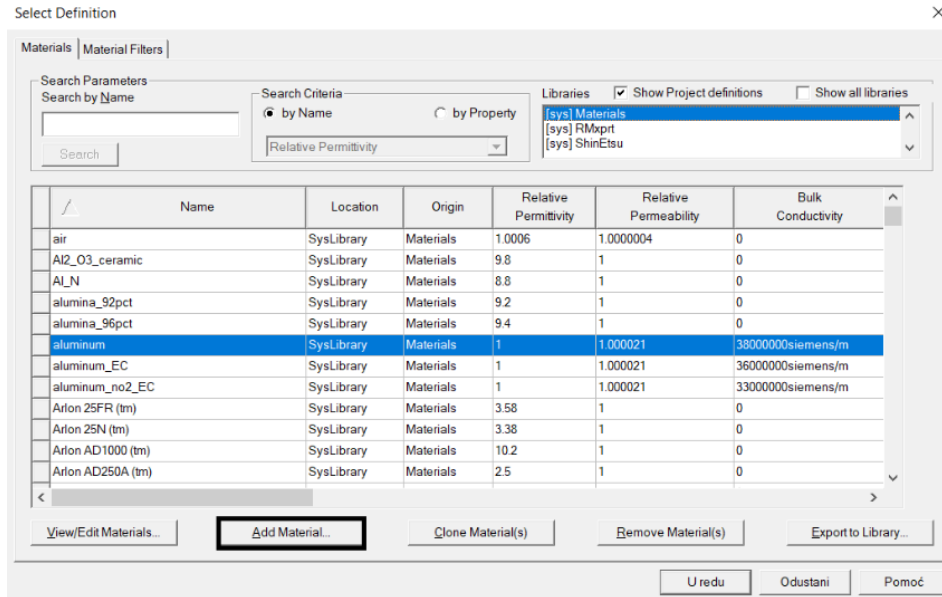 Select Definition
Materials Material Filters
Search Parameters
Search by Name
Search
Search Criteria
by Name by Property
Relative Permittivity
Libraries Show Project definitions Show all libraries
[sys] Materials
[sys] RMxprt
[sys] ShinEtsu
Name Location Origin Relative Permittivity Relative Permeability Bulk Conductivity
air SysLibrary Materials 1.0006 1.0000004 0
Al2_O3_ceramic SysLibrary Materials 9.8 1 0
Al_N SysLibrary Materials 8.8 1 0
alumina_92pct SysLibrary Materials 9.2 1 0
alumina_96pct SysLibrary Materials 9.4 1 0
aluminum SysLibrary Materials 1 1.000021 38000000siemens/m
aluminum_EC SysLibrary Materials 1 1.000021 36000000siemens/m
aluminum_no2_EC SysLibrary Materials 1 1.000021 33000000siemens/m
Arlon 25FR (tm) SysLibrary Materials 3.58 1 0
Arlon 25N (tm) SysLibrary Materials 3.38 1 0
Arlon AD1000 (tm) SysLibrary Materials 10.2 1 0
Arlon AD250A (tm) SysLibrary Materials 2.5 1 0
View/Edit Materials... Add Material... Clone Material(s) Remove Material(s) Export to Library...
U redu Odustani Pomoć